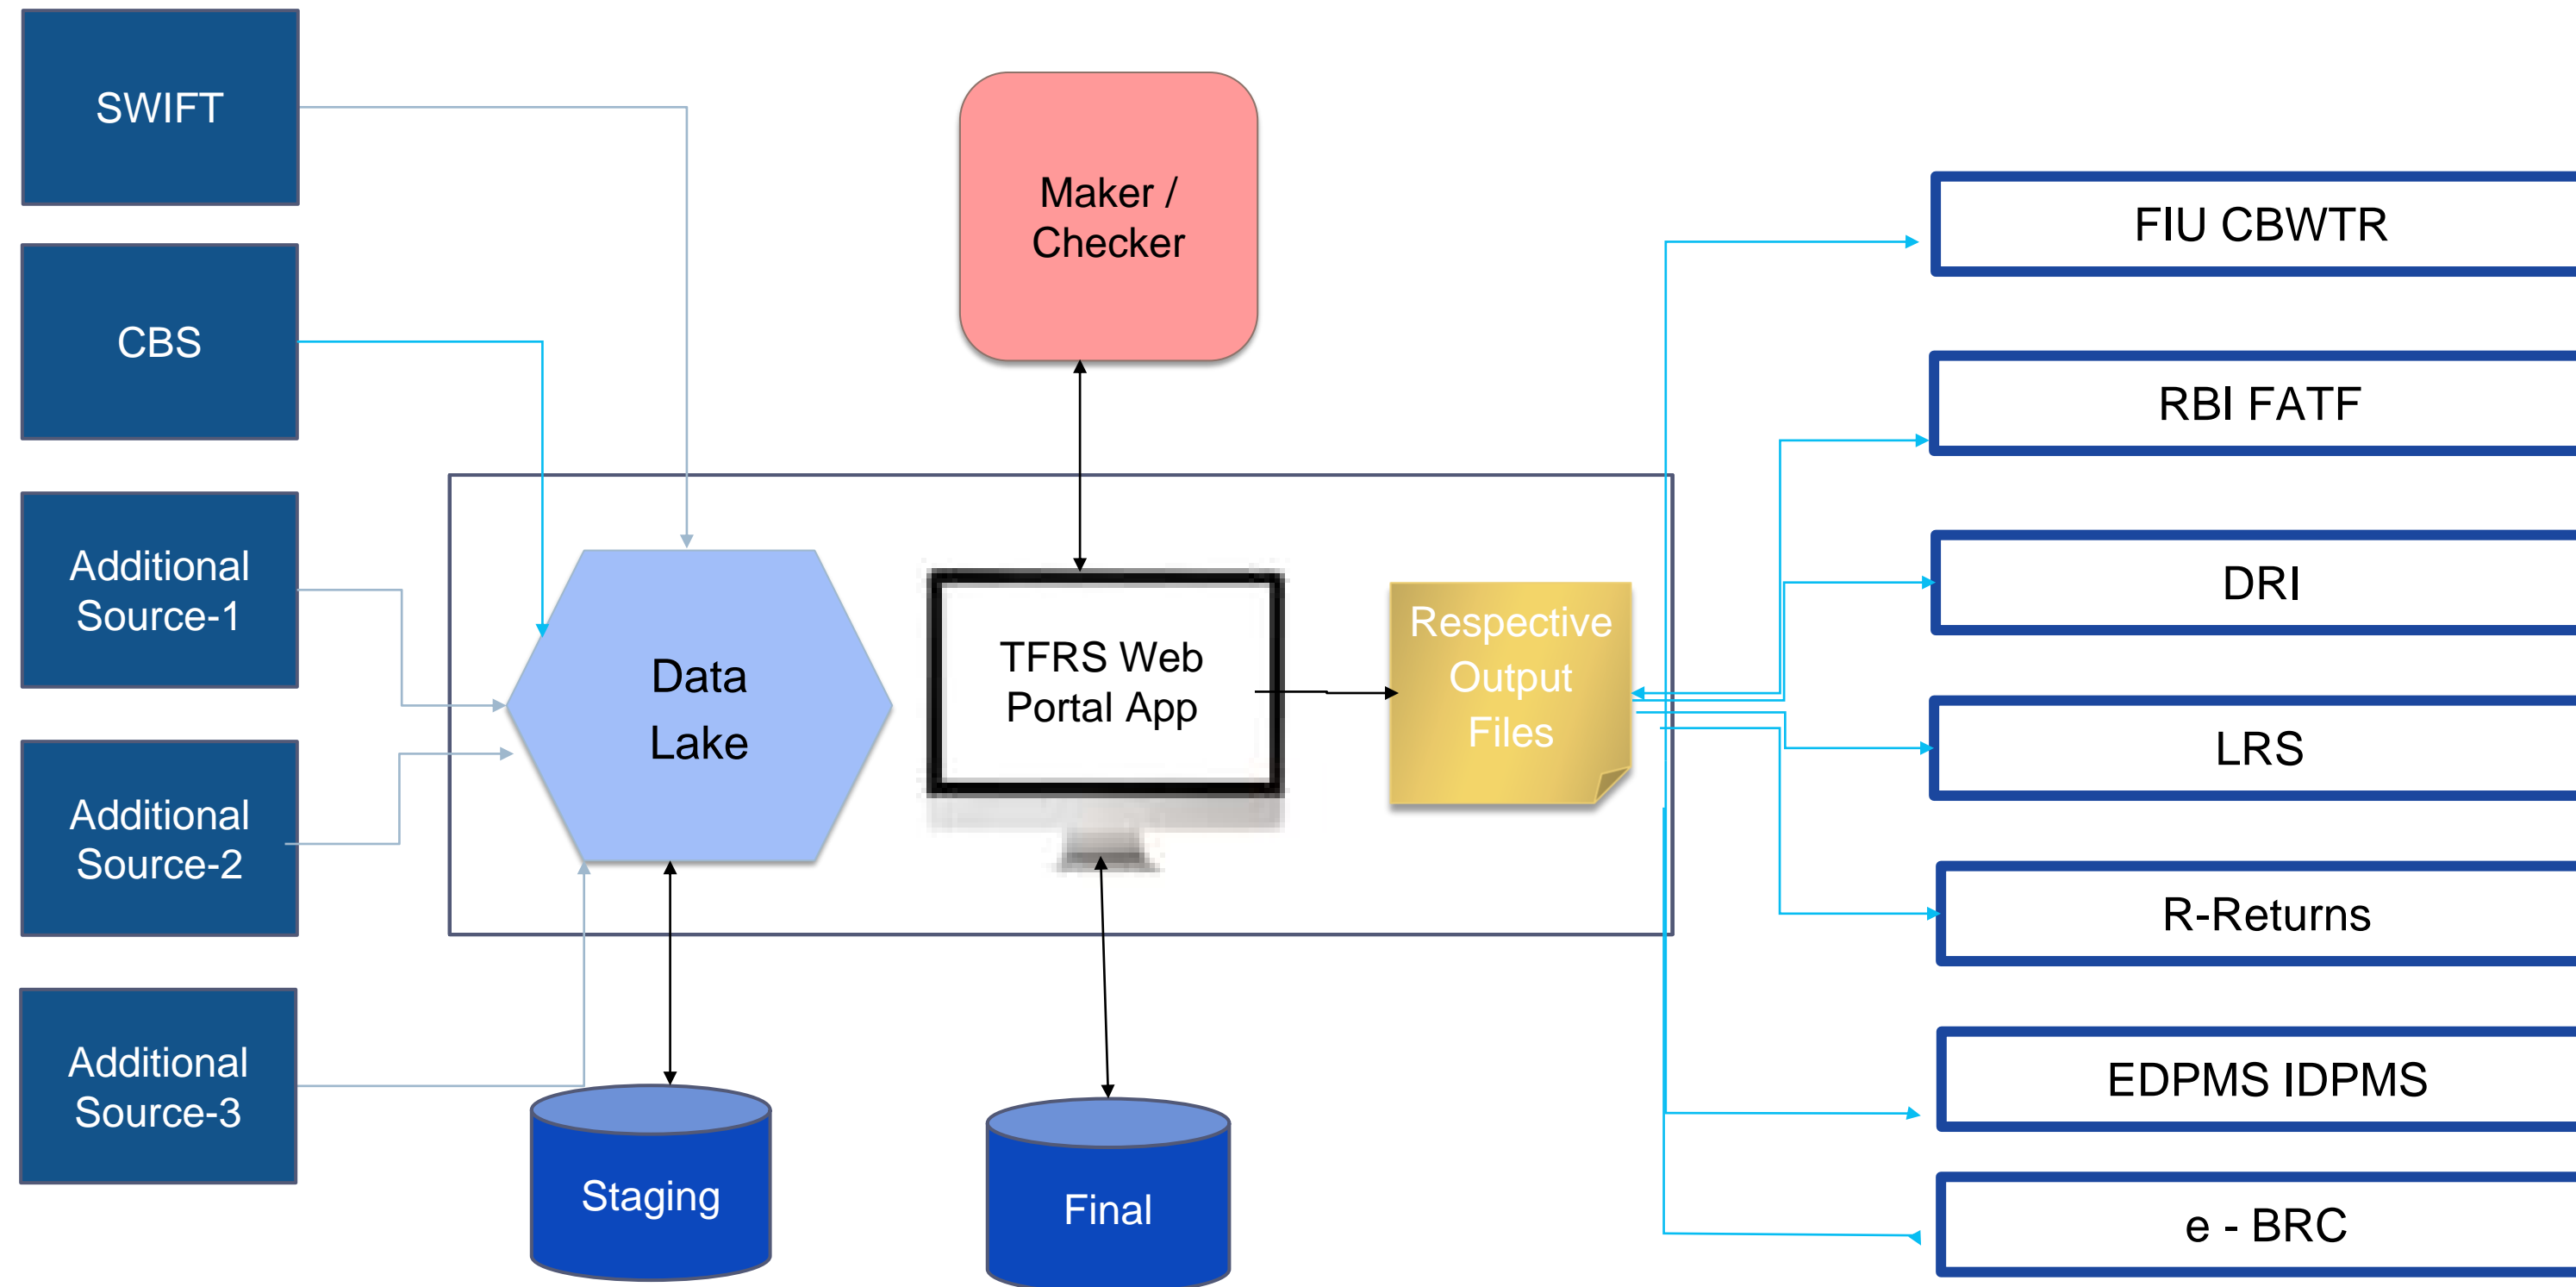 SWIFT
CBS
Additional
Source-1
Additional
Source-2
Additional
Source-3
Maker /
Checker
Data
Lake
TFRS Web
Portal App
Respective
Output
Files
Staging
Final
FIU CBWTR
RBI FATF
DRI
LRS
R-Returns
EDPMS IDPMS
e - BRC